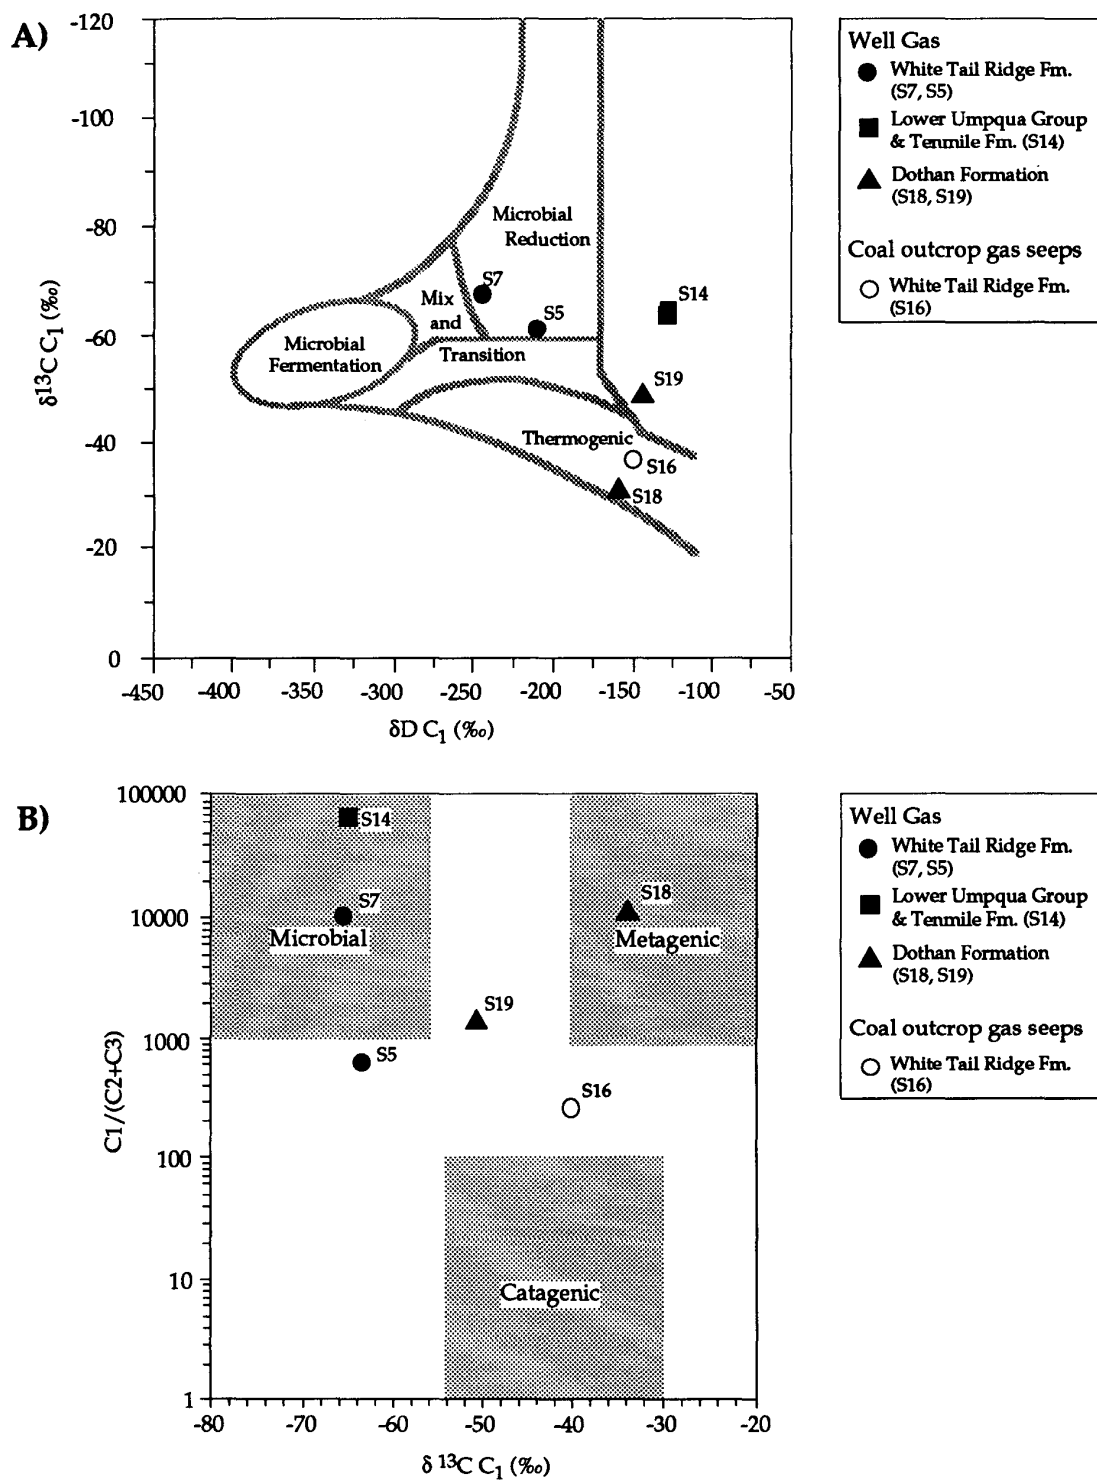 A)
-120
-100
-80
-60
-40
-20
0
δ13C C1 (‰)
-450
-400
-350
-300
-250
-200
-150
-100
-50
δD C1 (‰)
Microbial
Reduction
S7
S5
Mix
and
Transition
Microbial
Fermentation
S14
S19
Thermogenic
S16
S18
Well Gas
White Tail Ridge Fm.
(S7, S5)
Lower Umpqua Group
& Tenmile Fm. (S14)
Dothan Formation
(S18, S19)
Coal outcrop gas seeps
White Tail Ridge Fm.
(S16)
B)
100000
10000
1000
100
10
1
C1/(C2+C3)
-80
-70
-60
-50
-40
-30
-20
δ 13C C1 (‰)
S14
S7
Microbial
S18
Metagenic
S19
S5
S16
Catagenic
Well Gas
White Tail Ridge Fm.
(S7, S5)
Lower Umpqua Group
& Tenmile Fm. (S14)
Dothan Formation
(S18, S19)
Coal outcrop gas seeps
White Tail Ridge Fm.
(S16)